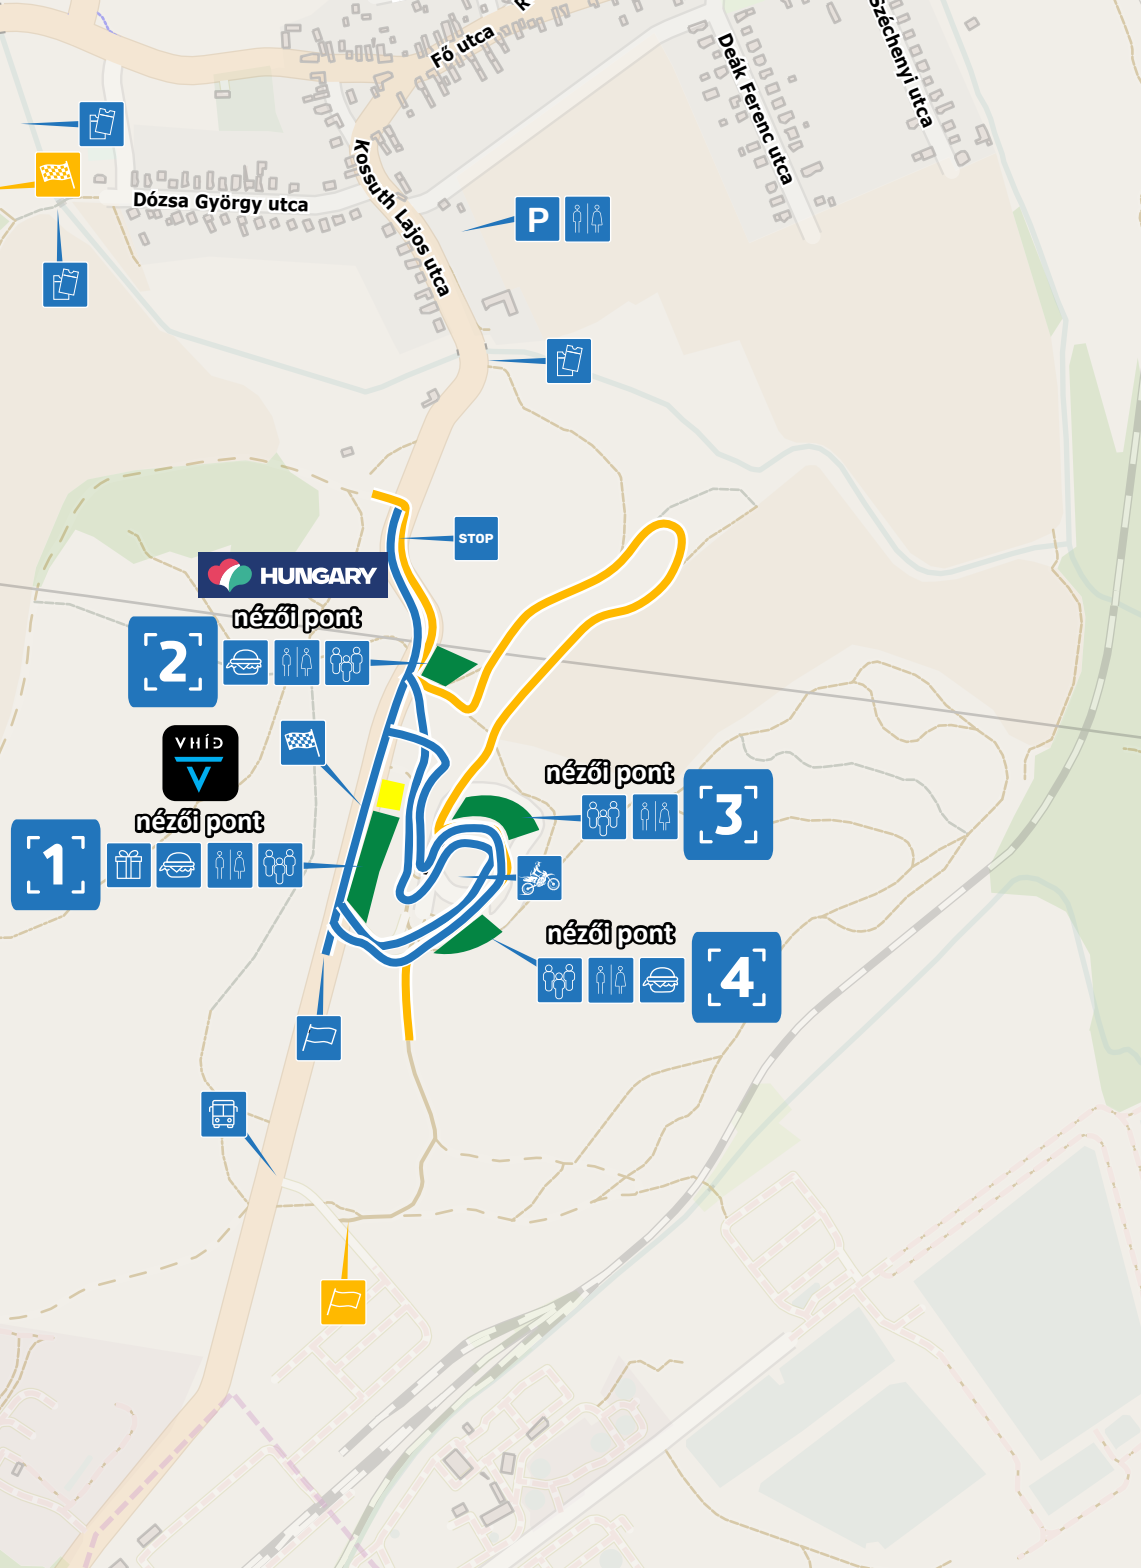 Fő utca
Deák Ferenc utca
Széchenyi utca
Kossuth Lajos utca
Dózsa György utca
P
STOP
HUNGARY
nézői pont
2
VHÍD
V
nézői pont
1
nézői pont
3
nézői pont
4